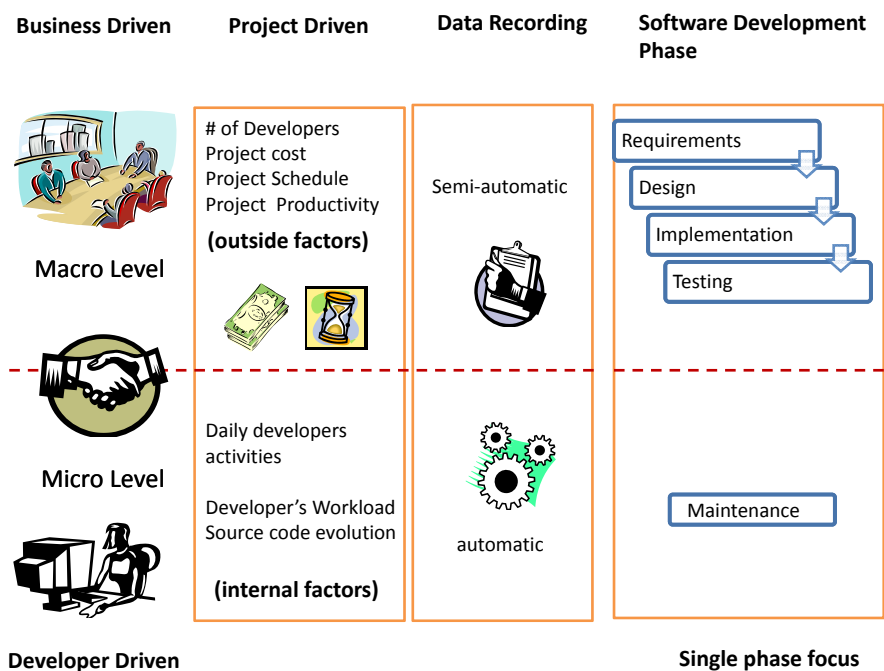 Business Driven
Project Driven
Data Recording
Software Development
Phase
# of Developers
Project cost
Project Schedule
Project Productivity
(outside factors)
Macro Level
Semi-automatic
Requirements
Design
Implementation
Testing
Micro Level
Daily developers
activities
Developer's Workload
Source code evolution
(internal factors)
automatic
Maintenance
Developer Driven
Single phase focus